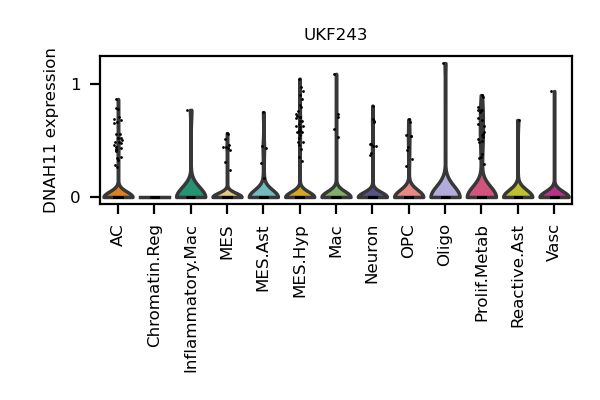 UKF243
DNAH11 expression
1
0
AC
Chromatin.Reg
Inflammatory.Mac
MES
MES.Ast
MES.Hyp
Mac
Neuron
OPC
Oligo
Prolif.Metab
Reactive.Ast
Vasc